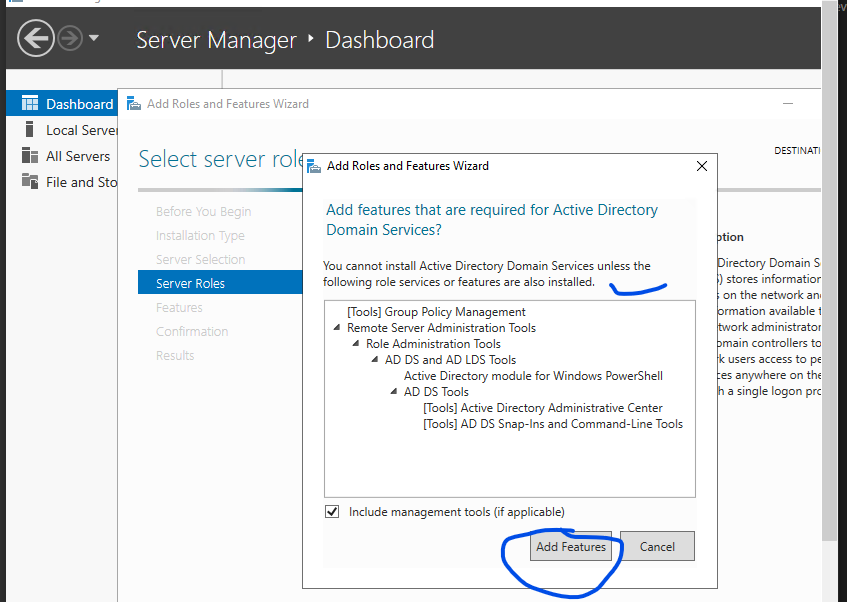 Server Manager ‣ Dashboard
Dashboard
Local Server
All Servers
File and Sto
Add Roles and Features Wizard
Select server role
DESTINATI
Before You Begin
Installation Type
Server Selection
Server Roles
Features
Confirmation
Results
Add Roles and Features Wizard
Add features that are required for Active Directory
Domain Services?
You cannot install Active Directory Domain Services unless the
following role services or features are also installed.
[Tools] Group Policy Management
Remote Server Administration Tools
Role Administration Tools
AD DS and AD LDS Tools
Active Directory module for Windows PowerShell
AD DS Tools
[Tools] Active Directory Administrative Center
[Tools] AD DS Snap-Ins and Command-Line Tools
Include management tools (if applicable)
Add Features
Cancel
ption
Directory Domain S
) stores information
on the network and
ormation available t
twork administrator
omain controllers to
k users access to pe
ces anywhere on the
h a single logon pro